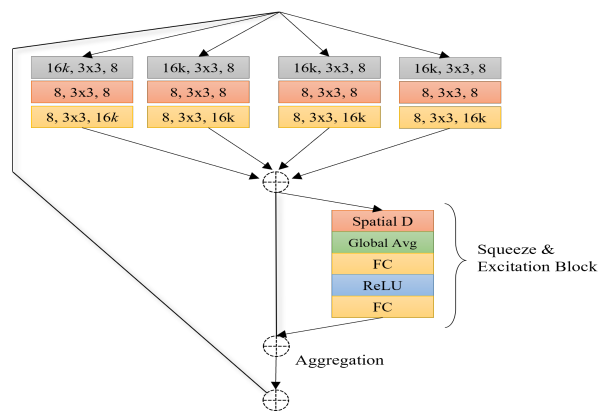 16k, 3x3, 8 16k, 3x3, 8 16k, 3x3, 8 16k, 3x3, 8
8, 3x3, 8 8, 3x3, 8 8, 3x3, 8 8, 3x3, 8
8, 3x3, 16k 8, 3x3, 16k 8, 3x3, 16k 8, 3x3, 16k
Spatial D
Global Avg
FC
ReLU
FC
Squeeze &
Excitation Block
Aggregation